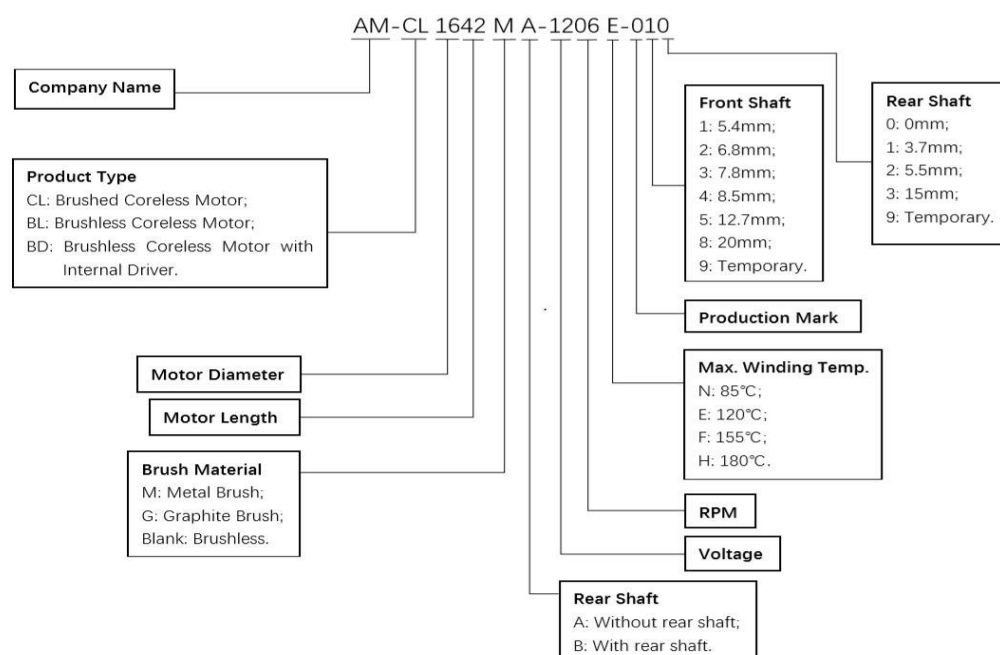 AM-CL 1642 M A-1206 E-010
Company Name
Product Type
CL: Brushed Coreless Motor;
BL: Brushless Coreless Motor;
BD: Brushless Coreless Motor with
Internal Driver.
Motor Diameter
Motor Length
Brush Material
M: Metal Brush;
G: Graphite Brush;
Blank: Brushless.
Front Shaft
1: 5.4mm;
2: 6.8mm;
3: 7.8mm;
4: 8.5mm;
5: 12.7mm;
8: 20mm;
9: Temporary.
Rear Shaft
0: 0mm;
1: 3.7mm;
2: 5.5mm;
3: 15mm;
9: Temporary.
Production Mark
Max. Winding Temp.
N: 85℃;
E: 120℃;
F: 155℃;
H: 180℃.
RPM
Voltage
Rear Shaft
A: Without rear shaft;
B: With rear shaft.